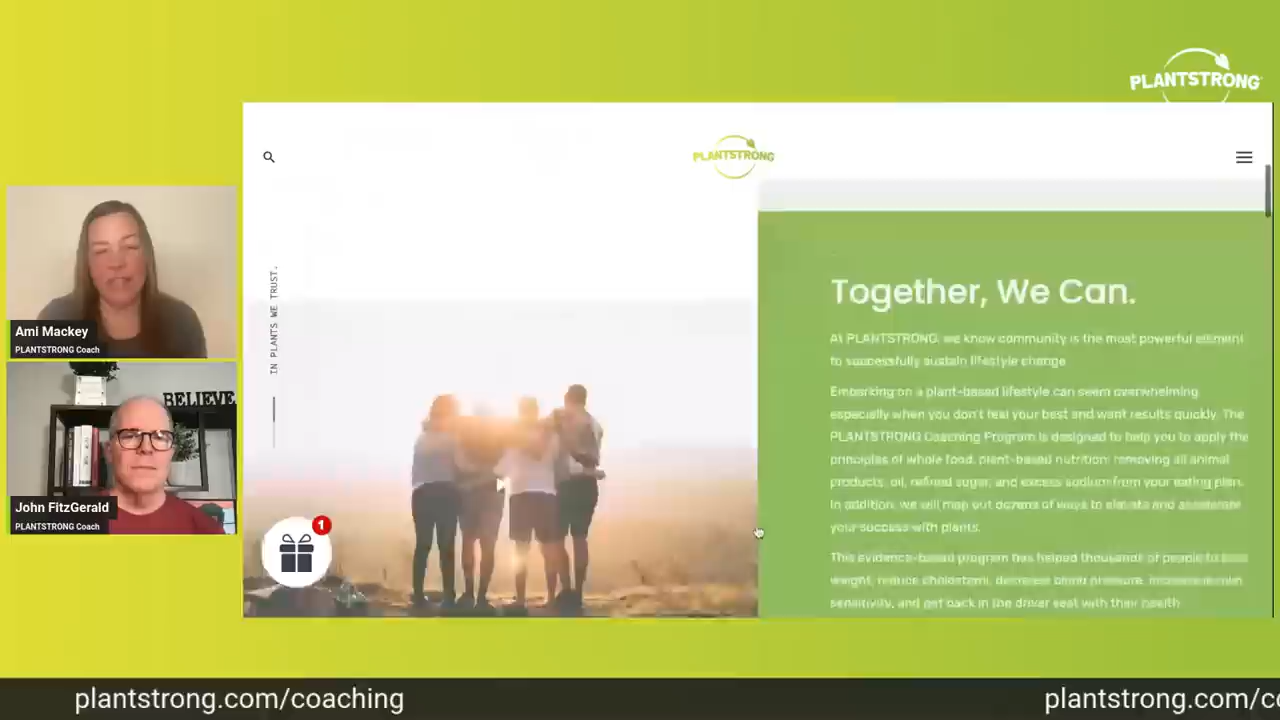 PLANTSTRONG
PLANTSTRONG
IN PLANTS WE TRUST.
Together, We Can.
At PLANTSTRONG, we know community is the most powerful element
to successfully sustain lifestyle change
Embarking on a plant-based lifestyle can seem overwhelming
especially when you don't feel your best and want results quickly. The
PLANTSTRONG Coaching Program is designed to help you to apply the
principles of whole food, plant-based nutrition: removing all animal
products, oil, refined sugar, and excess sodium from your eating plan.
In addition, we will map out dozens of ways to elevate and accelerate
your success with plants.
This evidence-based program has helped thousands of people to lose
weight, reduce cholesterol, decrease blood pressure, increase insulin
sensitivity, and get back in the driver seat with their health
1
BELIEVE
Ami Mackey
PLANTSTRONG Coach
John FitzGerald
PLANTSTRONG Coach
plantstrong.com/coaching
plantstrong.com/co